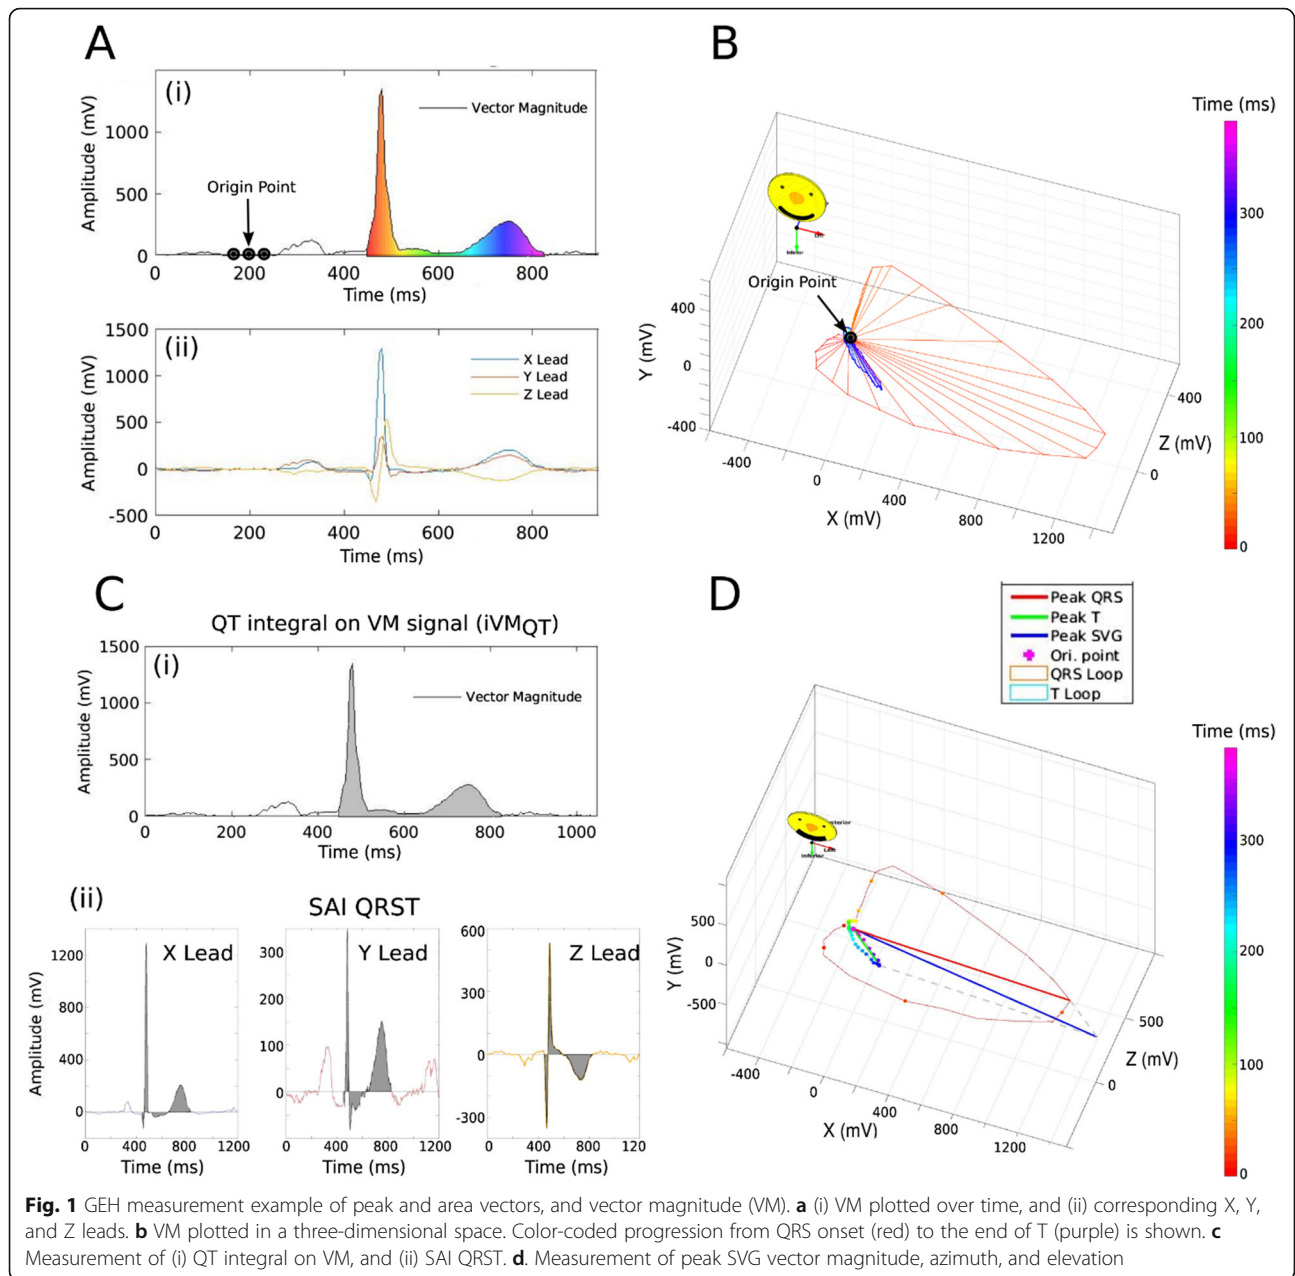 A
(i)
Amplitude (mV)
1000
500
0
Vector Magnitude
Origin Point
0 200 400 600 800
Time (ms)
(ii)
Amplitude (mV)
1500
1000
500
0
-500
X Lead
Y Lead
Z Lead
0 200 400 600 800
Time (ms)
B
Time (ms)
300
200
100
0
Left
Inferior
Origin Point
400
0
-400
Y (mV)
-400
0
400
800
1200
X (mV)
400
0
Z (mV)
C
QT integral on VM signal (iVMQT)
(i)
Amplitude (mV)
1500
1000
500
0
Vector Magnitude
0 200 400 600 800 1000
Time (ms)
(ii)
SAI QRST
Amplitude (mV)
1200
800
400
0
X Lead
0 400 800 1200
Time (ms)
300
200
100
0
Y Lead
0 400 800 1200
Time (ms)
600
300
0
-300
Z Lead
0 400 800 1200
Time (ms)
D
Peak QRS
Peak T
Peak SVG
Ori. point
QRS Loop
T Loop
Time (ms)
300
200
100
0
Left
Inferior
500
0
-500
Y (mV)
-400
0
400
800
1200
X (mV)
500
0
Z (mV)
Fig. 1 GEH measurement example of peak and area vectors, and vector magnitude (VM). a (i) VM plotted over time, and (ii) corresponding X, Y,
and Z leads. b VM plotted in a three-dimensional space. Color-coded progression from QRS onset (red) to the end of T (purple) is shown. c
Measurement of (i) QT integral on VM, and (ii) SAI QRST. d. Measurement of peak SVG vector magnitude, azimuth, and elevation